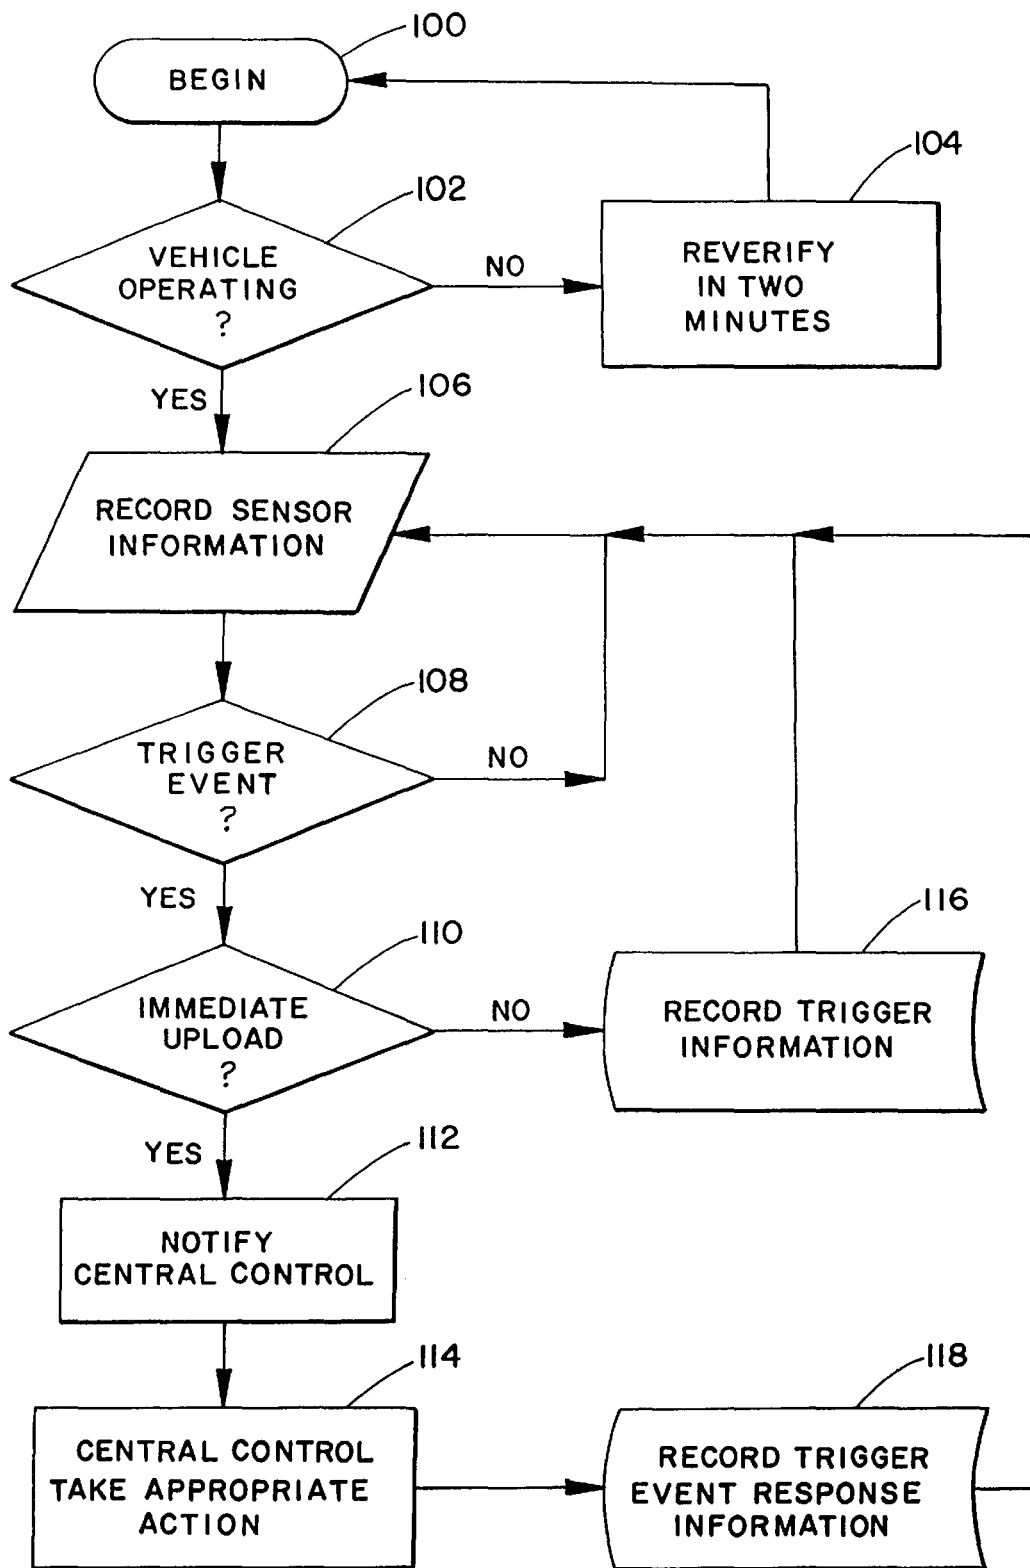 100
BEGIN
104
102
VEHICLE
OPERATING
?
NO
REVERIFY
IN TWO
MINUTES
YES
106
RECORD SENSOR
INFORMATION
108
TRIGGER
EVENT
?
NO
YES
110
116
IMMEDIATE
UPLOAD
?
NO
RECORD TRIGGER
INFORMATION
YES
112
NOTIFY
CENTRAL CONTROL
114
118
CENTRAL CONTROL
TAKE APPROPRIATE
ACTION
RECORD TRIGGER
EVENT RESPONSE
INFORMATION